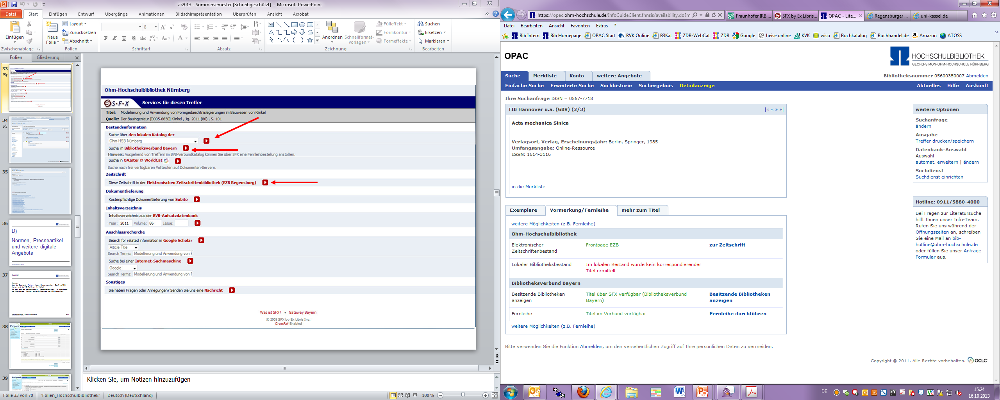 ar2013 - Sommersemester [Schreibgeschützt] - Microsoft PowerPoint
Datei Start Einfügen Entwurf Übergänge Animationen Bildschirmpräsentation Überprüfen Ansicht Acrobat
Einfügen
Zwischenablage
Neue Folie
Layout
Zurücksetzen
Abschnitt
Folien
8
F K U S abc AV Aa A
Schriftart
Absatz
Anordnen
Schnellformat-
vorlagen
Fülleffekt
Formkontur
Formeffekte
Zeichnung
Suchen
Ersetzen
Markieren
Bearbeiten
Folien Gliederung
33
34
35
36
D)
Normen, Presseartikel
und weitere digitale
Angebote
37
Normen
38
Perinorm
39
Ohm-Hochschulbibliothek Nürnberg
S·F·X Services für diesen Treffer
Titel: Modellierung und Anwendung von Formgedaechtnislegierungen im Bauwesen von Klinkel
Quelle: Der Bauingenieur [0005-6650] Klinkel , Jg. 2011 (86) , S. 101
Bestandsinformation
Suche über den lokalen Katalog der
Ohm-HSB Nürnberg
Suche im Bibliotheksverbund Bayern
Hinweis: Ausgehend von Treffern im BVB-Verbundkatalog können Sie über SFX eine Fernleihbestellung anstoßen.
Suche in OAIster @ WorldCat
Suche nach frei verfügbaren Volltexten auf Dokumenten-Servern.
Zeitschrift
Diese Zeitschrift in der Elektronischen Zeitschriftenbibliothek (EZB Regensburg)
Dokumentlieferung
Kostenpflichtige Dokumentlieferung von Subito
Inhaltsverzeichnis
Inhaltsverzeichnis aus der BVB-Aufsatzdatenbank
Year: 2011 Volume: 86 Issue:
Anschlussrecherche
Search for related information in Google Scholar
Article Title
Search Terms: Modellierung und Anwendung von F
Suche bei einer Internet-Suchmaschine
Google
Search Terms: Modellierung und Anwendung von F
Sonstiges
Sie haben Fragen oder Anregungen? Senden Sie uns eine Nachricht
Was ist SFX? • Gateway Bayern
© 2005 SFX by Ex Libris Inc.
CrossRef Enabled
Klicken Sie, um Notizen hinzuzufügen
Folie 33 von 70 "Folien_Hochschulbibliothek" Deutsch (Deutschland) 100 %
https://opac.ohm-hochschule.de/InfoGuideClient.fhnsis/availability.do?m
Fraunhofer IRB ... SFX by Ex Libris... OPAC - Lite... Regensburger ... uni-kassel.de
Datei Bearbeiten Ansicht Favoriten Extras ?
Bib Intern Bib Homepage OPAC Start RVK Online B3Kat ZDB-WebCat ZDB Google heise online KVK wiso Buchkatalog Buchhandel.de Amazon ATOSS
OPAC
HOCHSCHULBIBLIOTHEK
GEORG-SIMON-OHM-HOCHSCHULE NÜRNBERG
Suche Merkliste Konto weitere Angebote
Bibliotheksnummer 05600350007 Abmelden
Einfache Suche Erweiterte Suche Suchhistorie Suchergebnis Detailanzeige
Aktuelles Hilfe Auskunft
Ihre Suchanfrage ISSN = 0567-7718
TIB Hannover u.a. (GBV) (2/3) |« « » »|
Acta mechanica Sinica
Verlagsort, Verlag, Erscheinungsjahr: Berlin, Springer, 1985
Umfangsangabe: Online-Ressource
ISSN: 1614-3116
in die Merkliste
Exemplare Vormerkung/Fernleihe mehr zum Titel
weitere Möglichkeiten (z.B. Fernleihe)
Ohm-Hochschulbibliothek
Elektronischer Zeitschriftenbestand Frontpage EZB zur Zeitschrift
Lokaler Bibliotheksbestand Im lokalen Bestand wurde kein korrespondierender
Titel ermittelt
Bibliotheksverbund Bayern
Besitzende Bibliotheken anzeigen Titel über SFX verfügbar (Bibliotheksverbund Bayern) Besitzende Bibliotheken anzeigen
Fernleihe Titel im Verbund verfügbar Fernleihe durchführen
weitere Möglichkeiten (z.B. Fernleihe)
Bitte verwenden Sie die Funktion Abmelden, um den versehentlichen Zugriff auf Ihre persönlichen Daten zu vermeiden.
weitere Optionen
Suchanfrage
ändern
Ausgabe
Treffer drucken/speichern
Datenbank-Auswahl
Auswahl
automat. erweitern | ändern
Suchdienst
Suchdienst einrichten
Hotline: 0911/5880-4000
Bei Fragen zur Literatursuche
hilft Ihnen unser Info-Team.
Rufen Sie uns während der
Öffnungszeiten an, schreiben
Sie eine Mail an bib-
hotline@ohm-hochschule.de
oder füllen Sie unser Anfrage-
Formular aus.
Copyright © 2011. Alle Rechte vorbehalten. OCLC
DE
15:24
16.10.2013